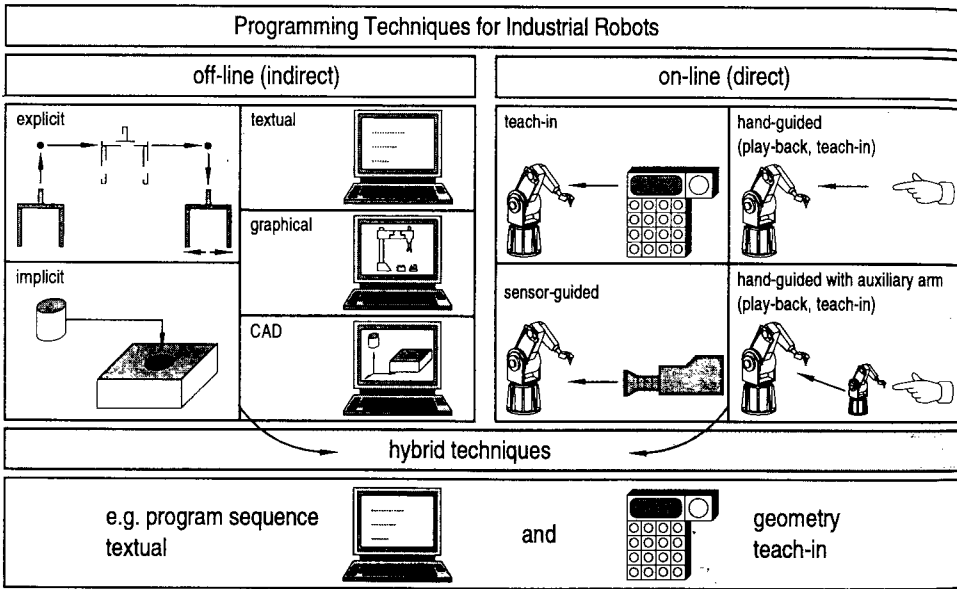 Programming Techniques for Industrial Robots
off-line (indirect)
on-line (direct)
explicit
textual
graphical
implicit
CAD
teach-in
hand-guided
(play-back, teach-in)
sensor-guided
hand-guided with auxiliary arm
(play-back, teach-in)
hybrid techniques
e.g. program sequence
textual
and
geometry
teach-in